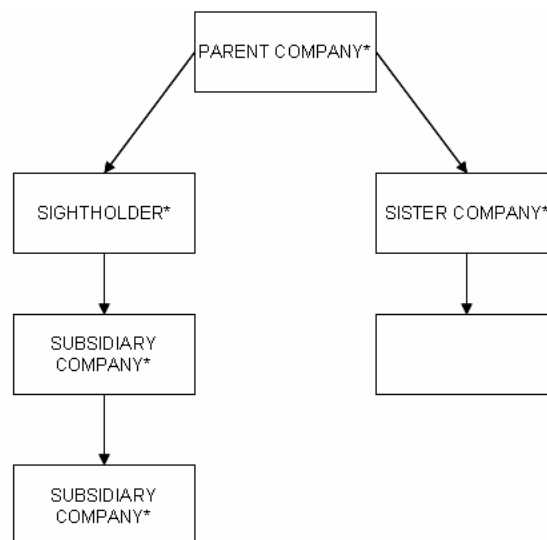 PARENT COMPANY*
SIGHTHOLDER*
SISTER COMPANY*
SUBSIDIARY
COMPANY*
SUBSIDIARY
COMPANY*